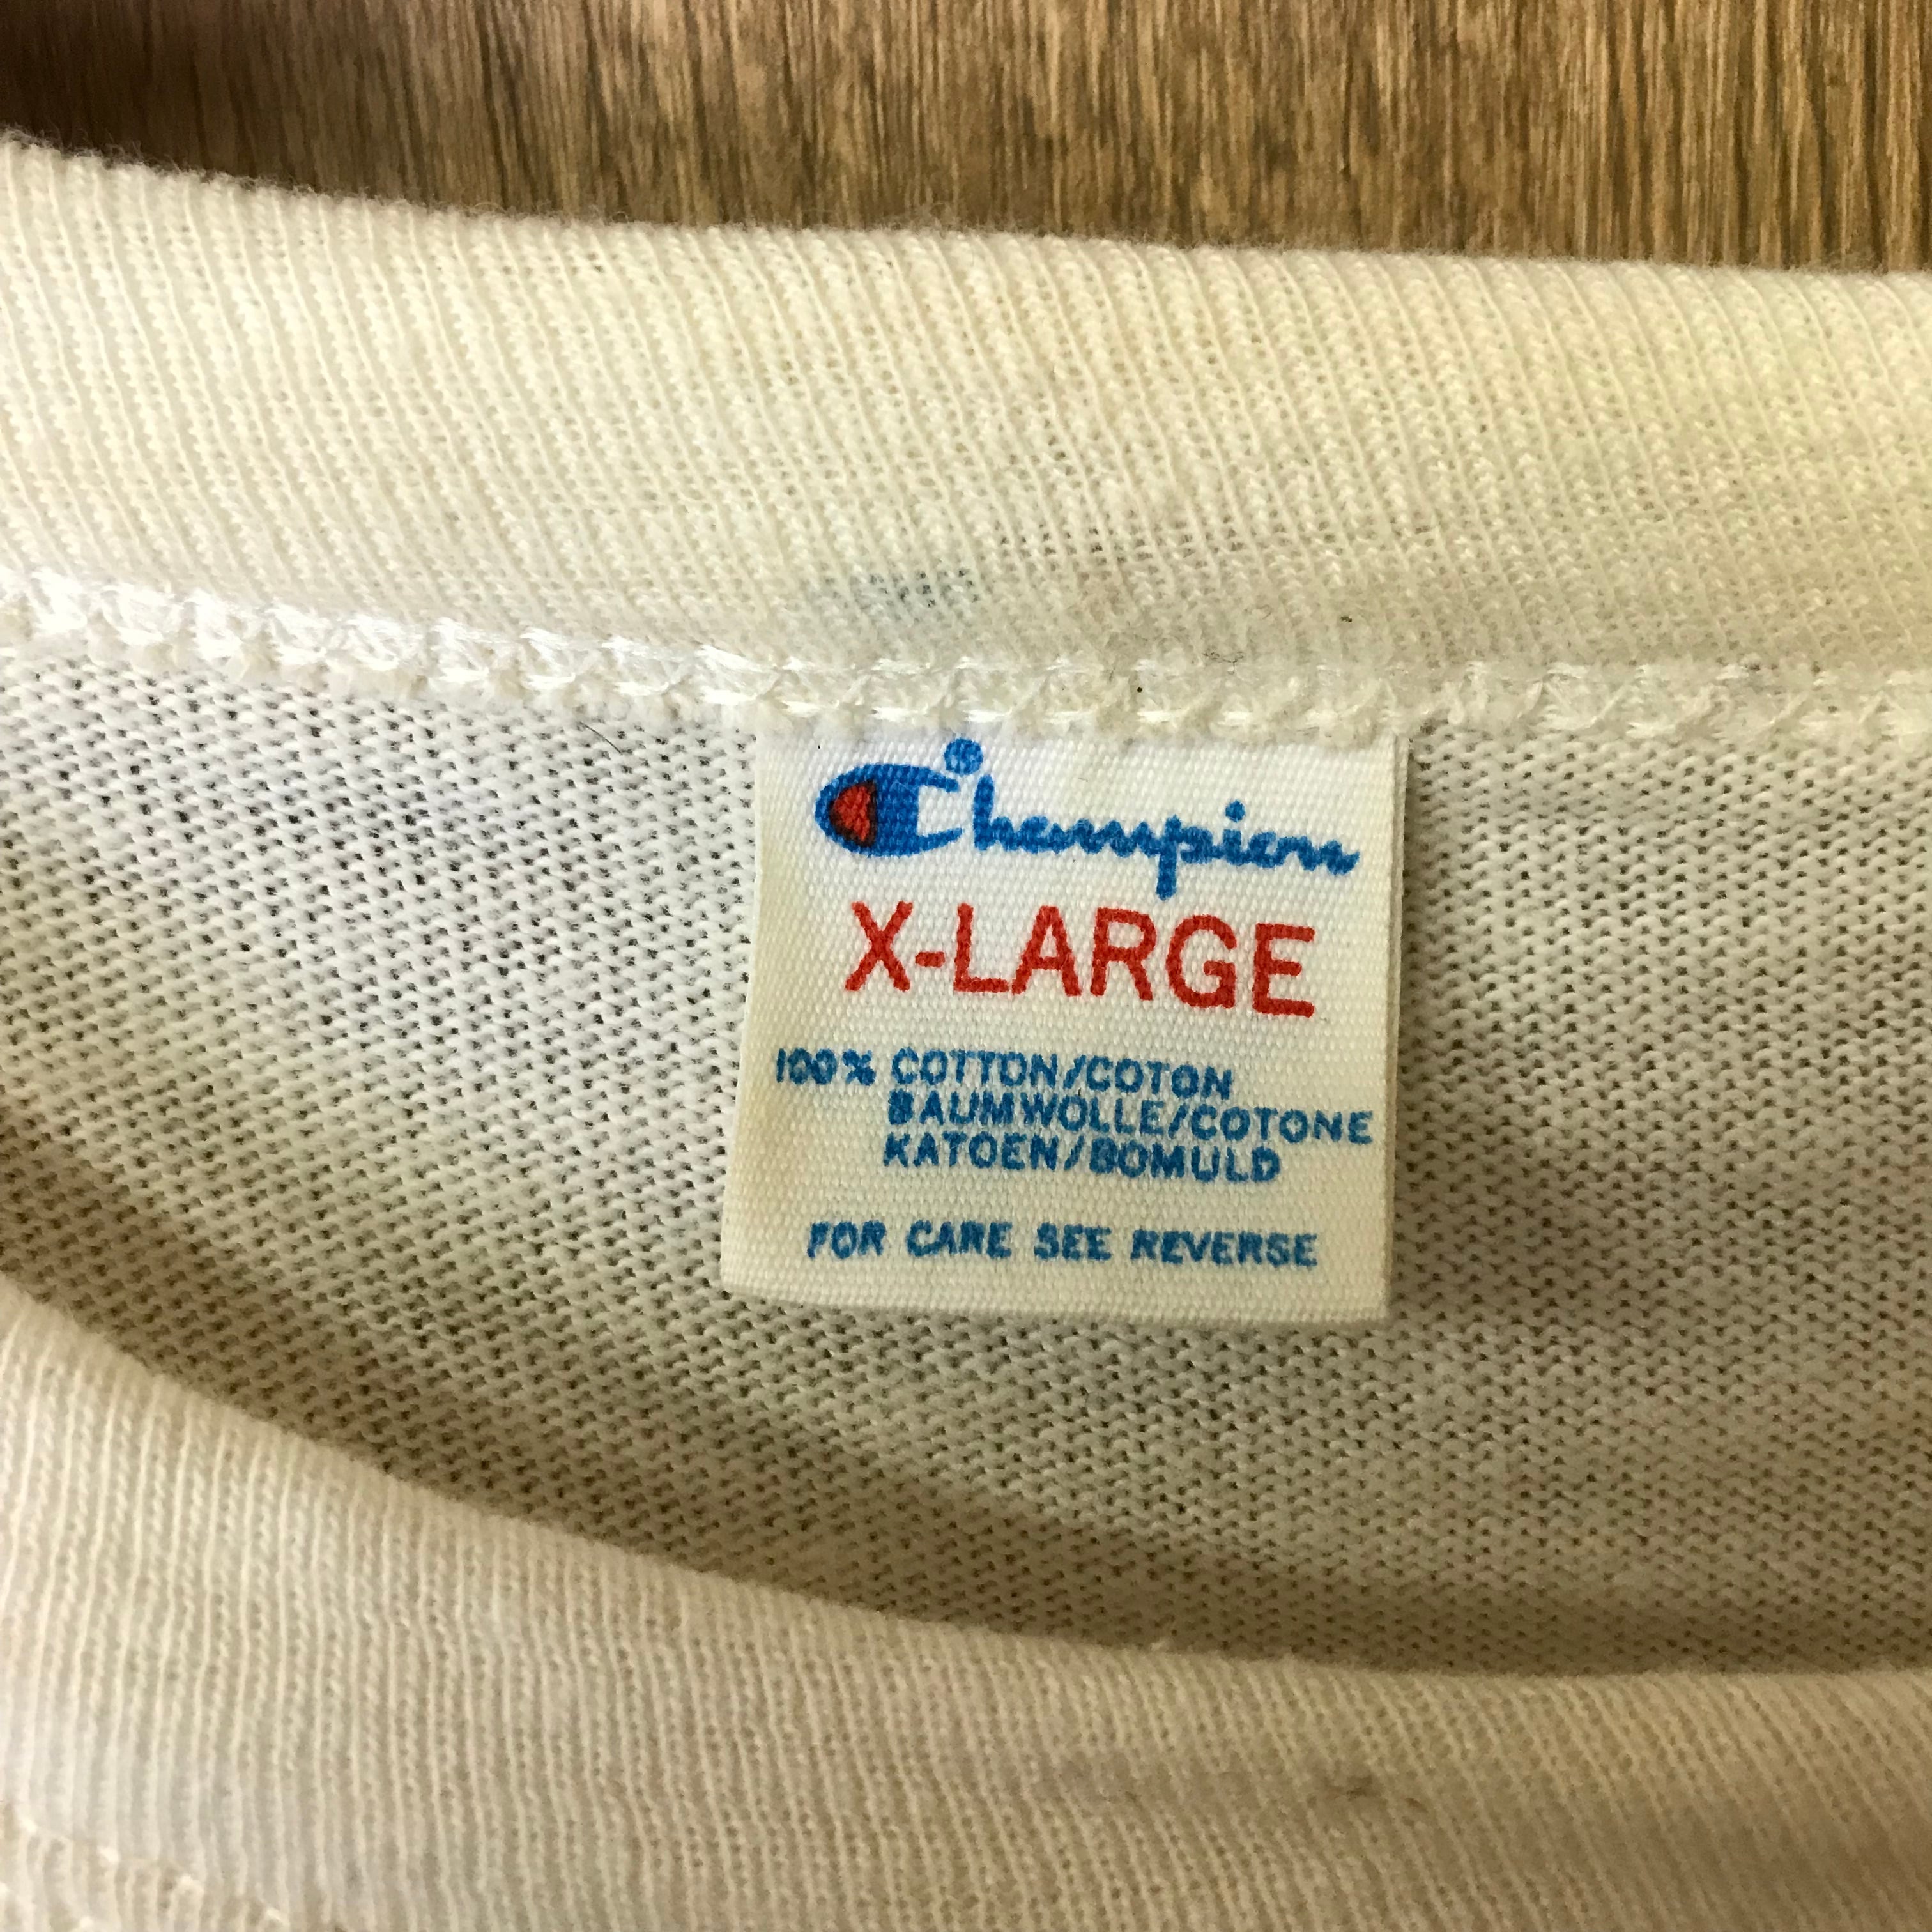 Champion®
X-LARGE
100% COTTON/COTON
BAUMWOLLE/COTONE
KATOEN/BOMULD
FOR CARE SEE REVERSE